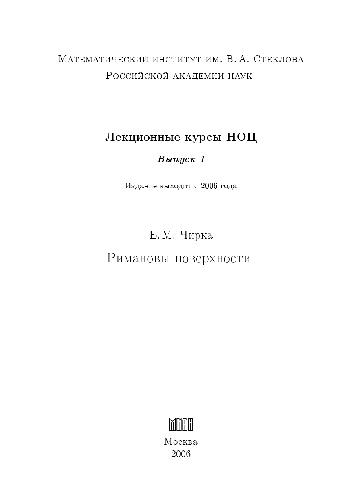 Математический институт им. В. А. Стеклова
Российской академии наук
Лекционные курсы НОЦ
Выпуск 1
Издание выходит с 2006 года
Е. М. Чирка
Римановы поверхности
Москва
2006